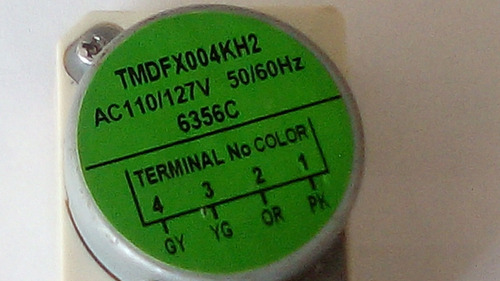 TMDFX004KH2
AC110/127V 50/60Hz
6356C
TERMINAL No COLOR
4 3 2 1
GY YG OR PK